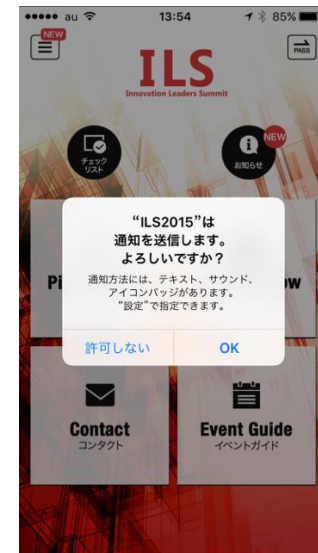 au 13:54 85%
NEW
PASS
ILS
Innovation Leaders Summit
チェック
リスト
NEW
お知らせ
“ILS2015”は
通知を送信します。
よろしいですか？
通知方法には、テキスト、サウンド、
アイコンバッジがあります。
“設定”で指定できます。
許可しない OK
Pi
ow
Contact
コンタクト
Event Guide
イベントガイド